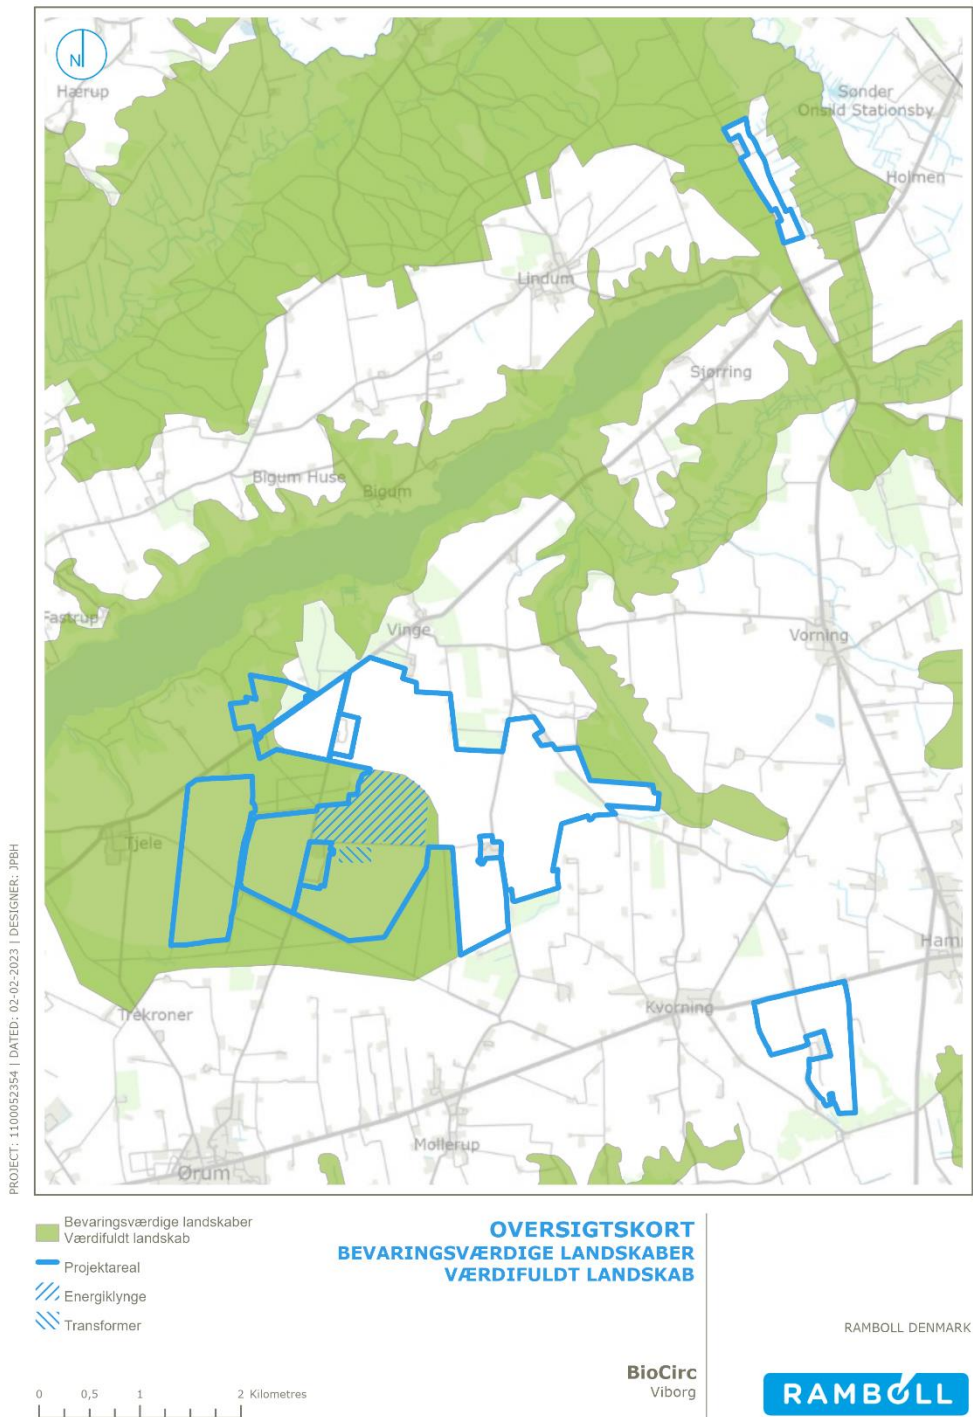 N
Hærup
Sønder
Onsild Stationsby
Holmen
Lindum
Sjørring
Bigum Huse
Bigum
Fastrup
Vinge
Vorning
Tjele
Ham
Trekroner
Kvorning
Mollerup
Ørum
PROJECT: 1100052354 | DATED: 02-02-2023 | DESIGNER: JPBH
Bevaringsværdige landskaber
Værdifuldt landskab
Projektareal
Energiklynge
Transformer
0 0,5 1 2 Kilometres
OVERSIGTSKORT
BEVARINGSVÆRDIGE LANDSKABER
VÆRDIFULDT LANDSKAB
BioCirc
Viborg
RAMBOLL DENMARK
RAMBOLL